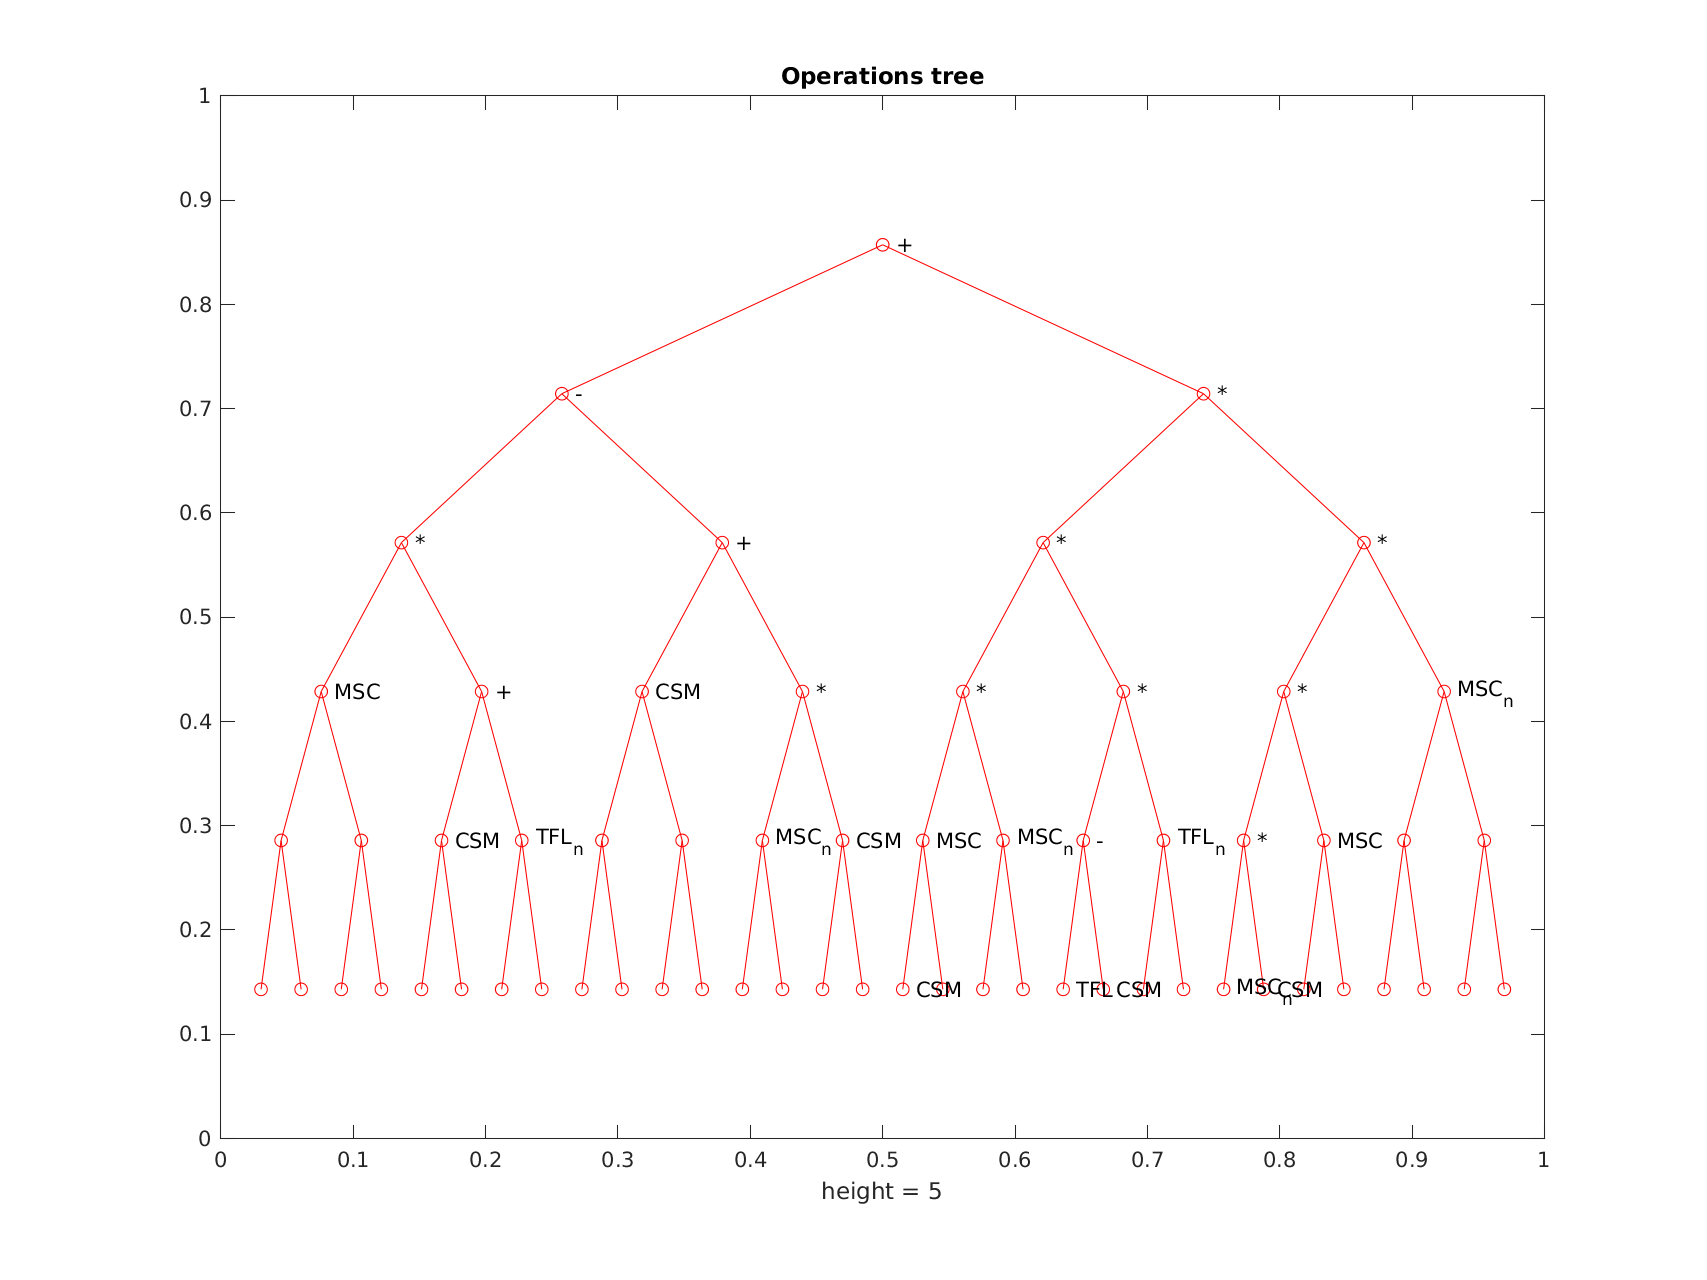 Operations tree
1
0.9
+
0.8
- *
0.7
0.6
* + * *
0.5
MSC + CSM * * * * MSCn
0.4
0.3
CSM TFLn MSCn CSM MSC MSCn - TFLn * MSC
0.2
CSM TFL CSM MSCn CSM
0.1
0
0 0.1 0.2 0.3 0.4 0.5 0.6 0.7 0.8 0.9 1
height = 5